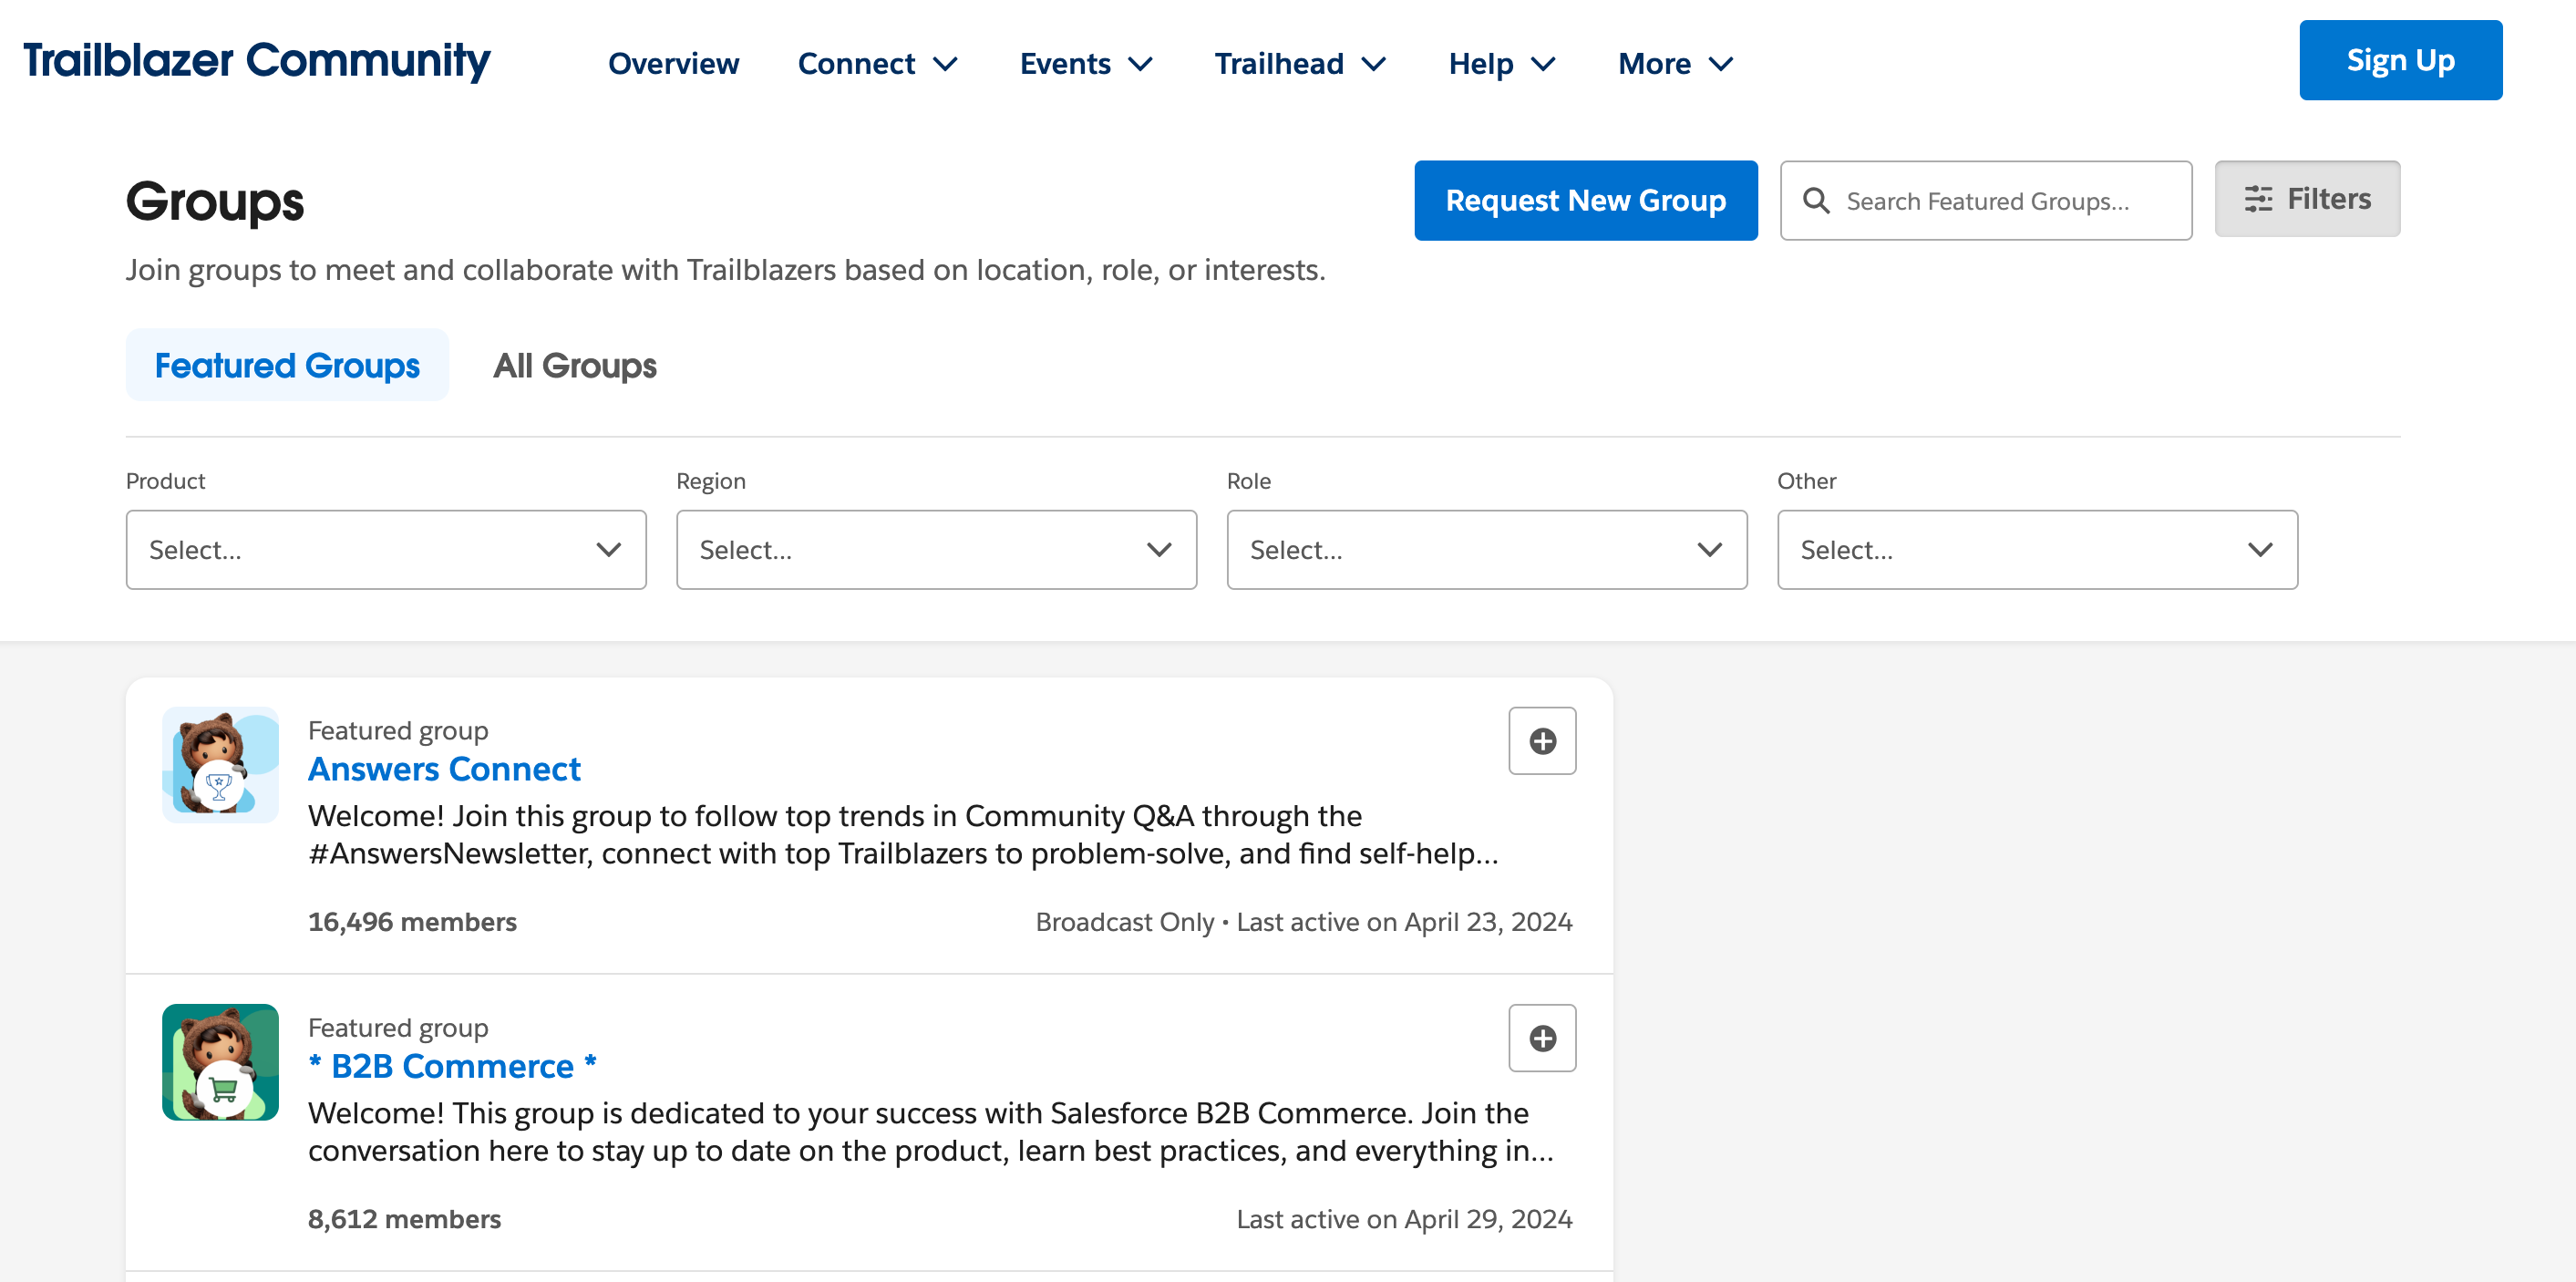 Trailblazer Community
Overview
Connect
Events
Trailhead
Help
More
Sign Up
Groups
Request New Group
Search Featured Groups...
Filters
Join groups to meet and collaborate with Trailblazers based on location, role, or interests.
Featured Groups
All Groups
Product
Region
Role
Other
Select...
Select...
Select...
Select...
Featured group
Answers Connect
Welcome! Join this group to follow top trends in Community Q&A through the
#AnswersNewsletter, connect with top Trailblazers to problem-solve, and find self-help...
16,496 members
Broadcast Only • Last active on April 23, 2024
Featured group
* B2B Commerce *
Welcome! This group is dedicated to your success with Salesforce B2B Commerce. Join the
conversation here to stay up to date on the product, learn best practices, and everything in...
8,612 members
Last active on April 29, 2024